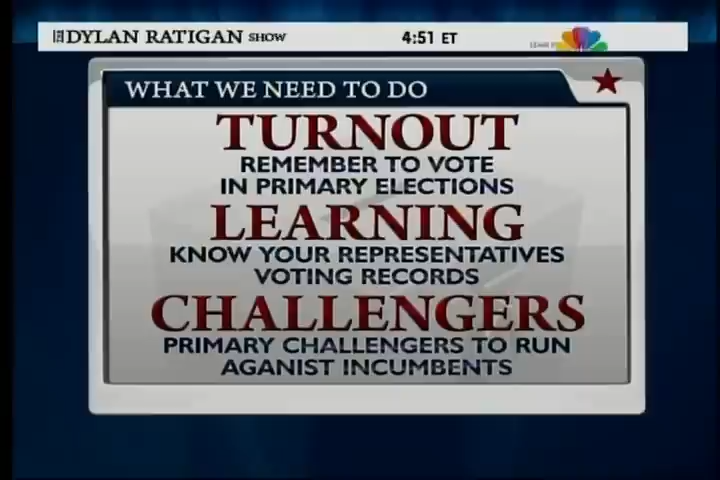 THE DYLAN RATIGAN SHOW
4:51 ET
WHAT WE NEED TO DO
TURNOUT
REMEMBER TO VOTE
IN PRIMARY ELECTIONS
LEARNING
KNOW YOUR REPRESENTATIVES
VOTING RECORDS
CHALLENGERS
PRIMARY CHALLENGERS TO RUN
AGANIST INCUMBENTS